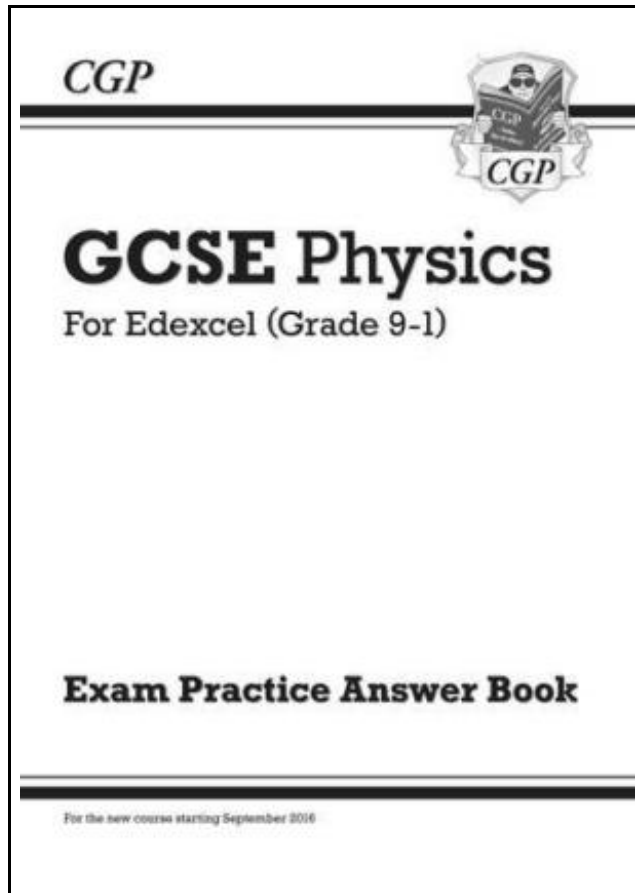 CGP
CGP
CGP
GCSE Physics
For Edexcel (Grade 9-1)
Exam Practice Answer Book
For the new course starting September 2016